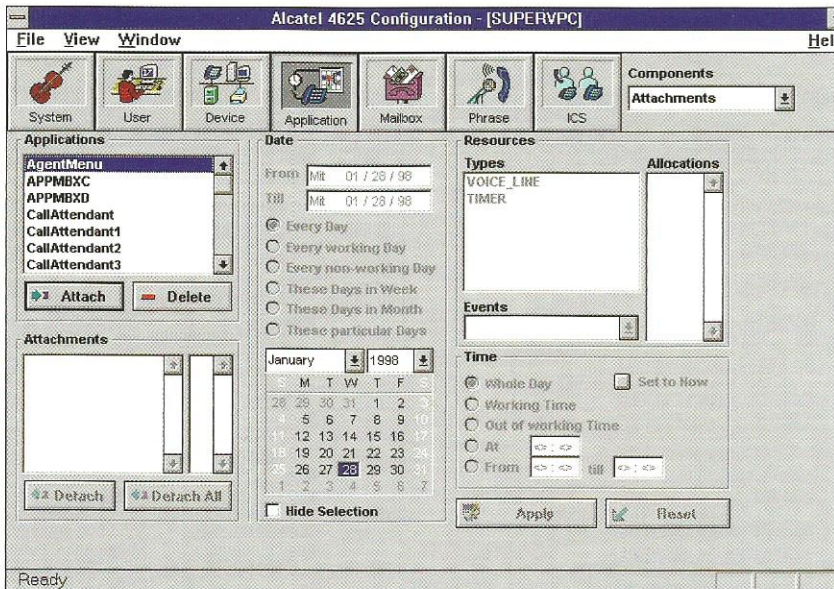 Alcatel 4625 Configuration - [SUPERVPC]
File View Window Hel
System User Device Application Mailbox Phrase ICS
Components
Attachments
Applications
AgentMenu
APPMBXC
APPMBXD
CallAttendant
CallAttendant1
CallAttendant2
CallAttendant3
Attach Delete
Attachments
Detach Detach All
Date
From Mit 01 / 28 / 98
Till Mit 01 / 28 / 98
Every Day
Every working Day
Every non-working Day
These Days in Week
These Days in Month
These particular Days
January 1998
S M T W T F S
28 29 30 31 1 2 3
4 5 6 7 8 9 10
11 12 13 14 15 16 17
18 19 20 21 22 23 24
25 26 27 28 29 30 31
1 2 3 4 5 6 7
Hide Selection
Resources
Types
VOICE_LINE
TIMER
Allocations
Events
Time
Whole Day Set to Now
Working Time
Out of working Time
At <> : <>
From <> : <> till <> : <>
Apply Reset
Ready